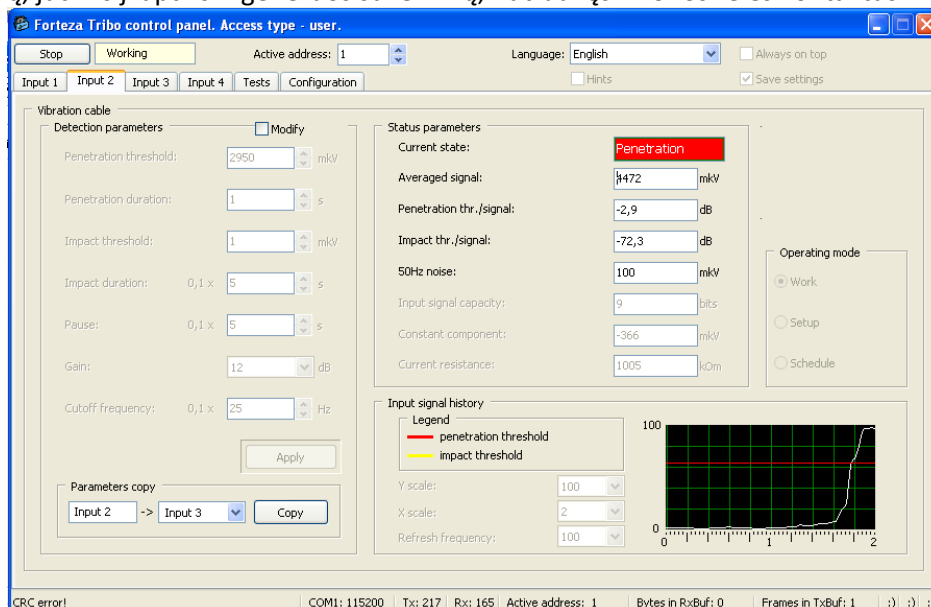 Forteza Tribo control panel. Access type - user.
Stop Working Active address: 1 Language: English Always on top
Hints Save settings
Input 1 Input 2 Input 3 Input 4 Tests Configuration
Vibration cable
Detection parameters Modify
Penetration threshold: 2950 mkV
Penetration duration: 1 s
Impact threshold: 1 mkV
Impact duration: 0,1 x 5 s
Pause: 0,1 x 5 s
Gain: 12 dB
Cutoff frequency: 0,1 x 25 Hz
Apply
Parameters copy
Input 2 -> Input 3 Copy
Status parameters
Current state: Penetration
Averaged signal: 4472 mkV
Penetration thr./signal: -2,9 dB
Impact thr./signal: -72,3 dB
50Hz noise: 100 mkV
Input signal capacity: 9 bits
Constant component: -366 mkV
Current resistance: 1005 kOm
Operating mode
Work
Setup
Schedule
Input signal history
Legend
penetration threshold
impact threshold
Y scale: 100
X scale: 2
Refresh frequency: 100
100
0
0 1 2
CRC error! COM1: 115200 Tx: 217 Rx: 165 Active address: 1 Bytes in RxBuf: 0 Frames in TxBuf: 1 :) :) :